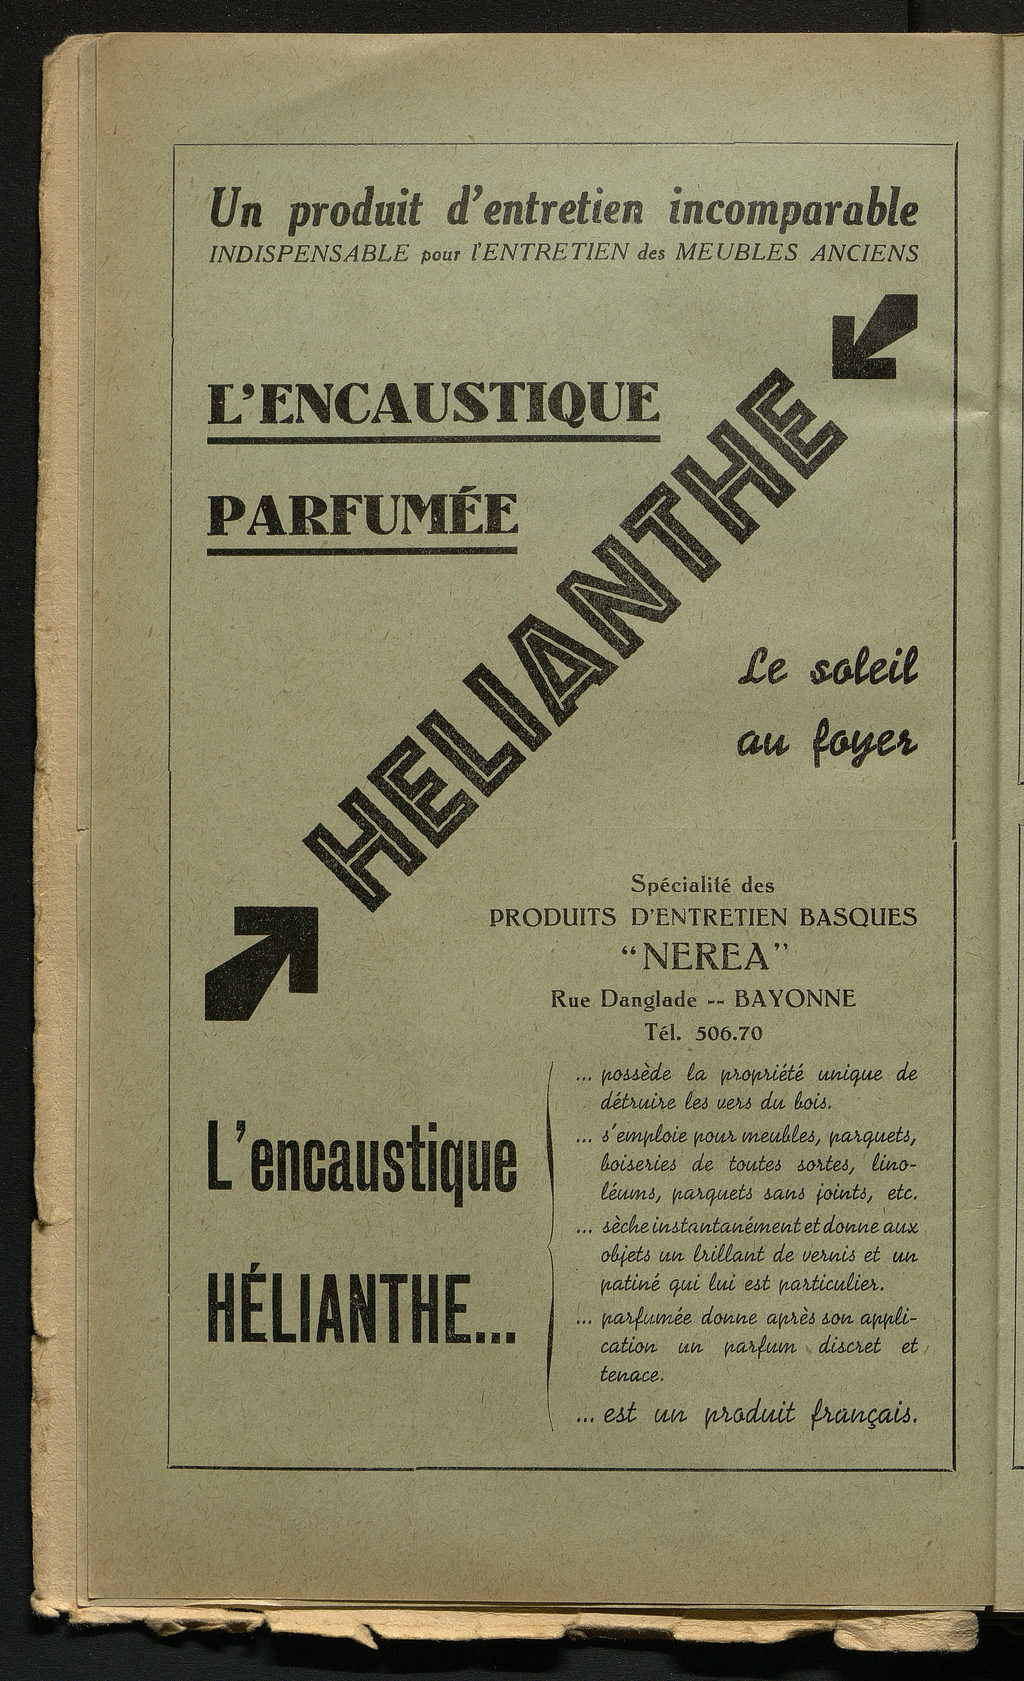 Un produit d'entretien incomparable
INDISPENSABLE pour l'ENTRETIEN des MEUBLES ANCIENS
L'ENCAUSTIQUE
PARFUMÉE
HELIANTHE
Le soleil
au foyer
Spécialité des
PRODUITS D'ENTRETIEN BASQUES
“NEREA”
Rue Danglade -- BAYONNE
Tél. 506.70
L'encaustique
HÉLIANTHE...
... possède la propriété unique de
détruire les vers du bois.
... s'emploie pour meubles, parquets,
boiseries de toutes sortes, lino-
léums, parquets sans joints, etc.
... sèche instantanément et donne aux
objets un brillant de vernis et un
patiné qui lui est particulier.
... parfumée donne après son appli-
cation un parfum discret et
tenace.
... est un produit français.